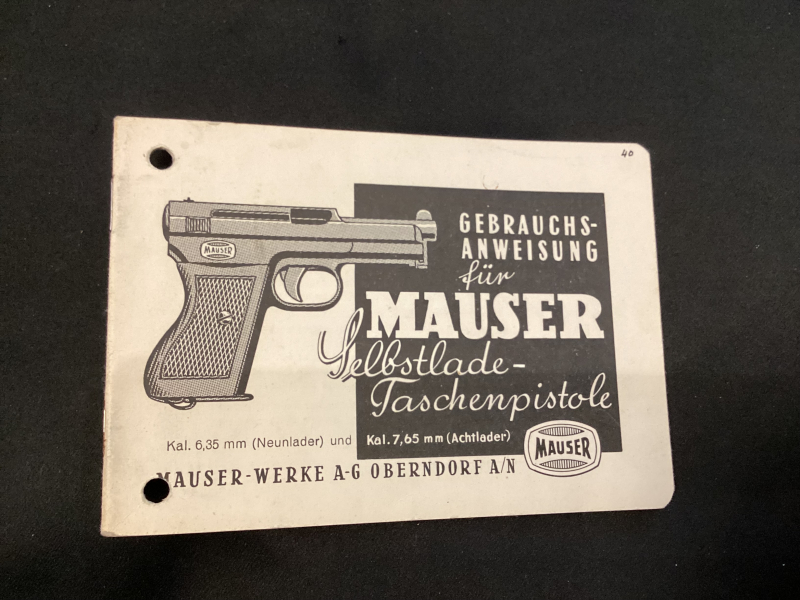 40
GEBRAUCHS-
ANWEISUNG
für
MAUSER
Selbstlade-
Taschenpistole
MAUSER
Kal. 6,35 mm (Neunlader) und Kal. 7,65 mm (Achtlader)
MAUSER-WERKE A-G OBERNDORF A/N
MAUSER